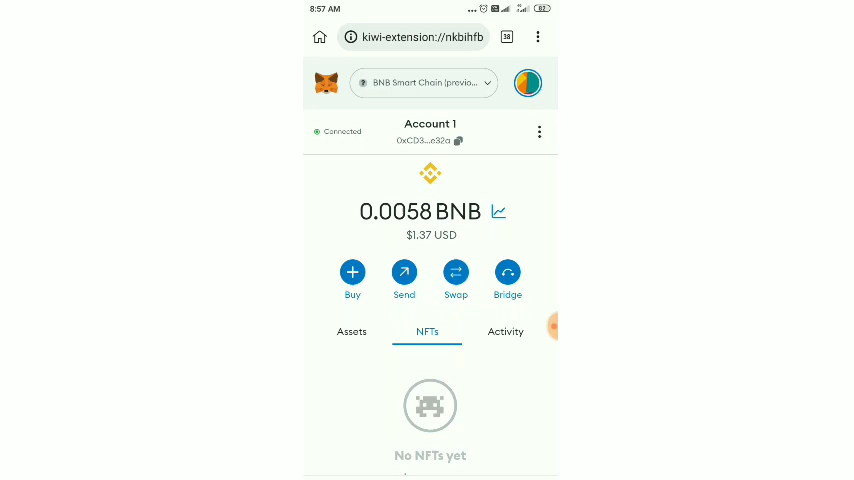 8:57 AM
82
kiwi-extension://nkbihfb
38
BNB Smart Chain (previo...
Connected
Account 1
0xCD3...e32a
0.0058 BNB
$1.37 USD
Buy
Send
Swap
Bridge
Assets
NFTs
Activity
No NFTs yet